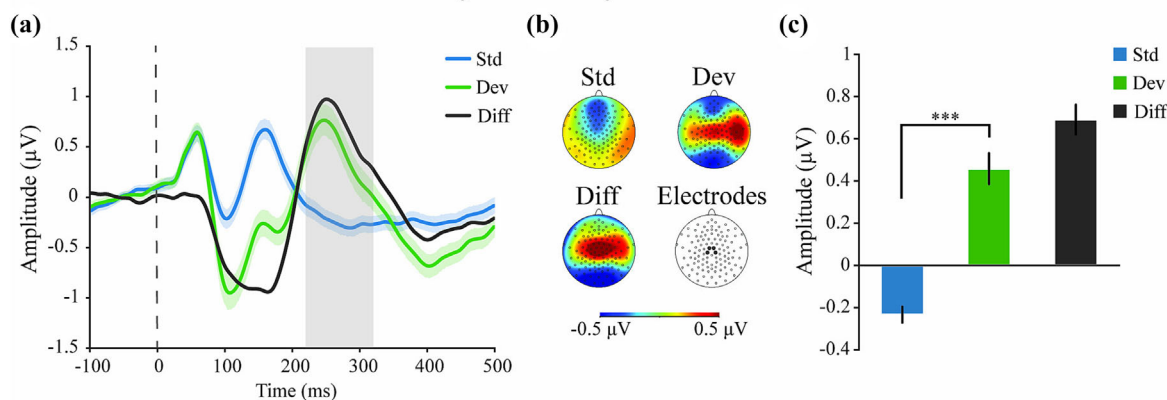 (a)
Amplitude (µV)
1.5
1
0.5
0
-0.5
-1
-1.5
-100
0
100
200
300
400
500
Time (ms)
Std
Dev
Diff
(b)
Std
Dev
Diff
Electrodes
-0.5 µV
0.5 µV
(c)
Amplitude (µV)
1
0.8
0.6
0.4
0.2
0
-0.2
-0.4
***
Std
Dev
Diff